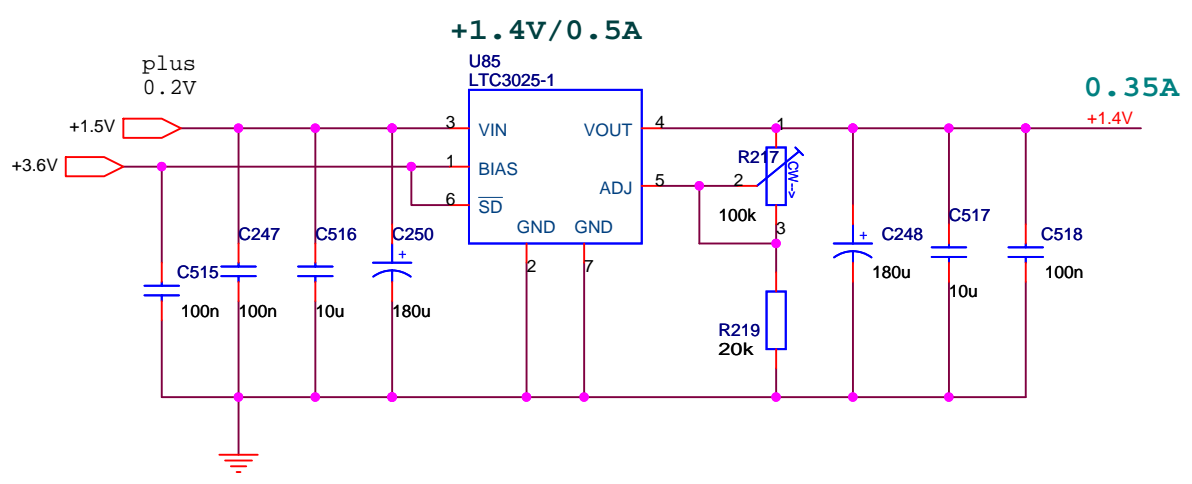 +1.4V/0.5A
U85
LTC3025-1
plus
0.2V
0.35A
+1.4V
+1.5V
3
VIN
VOUT
4
1
+3.6V
1
BIAS
R217
CW-->
ADJ
5
2
6
SD
100k
3
GND
GND
2
7
C515
100n
C247
100n
C516
10u
C250
+
180u
R219
20k
+
C248
180u
C517
10u
C518
100n